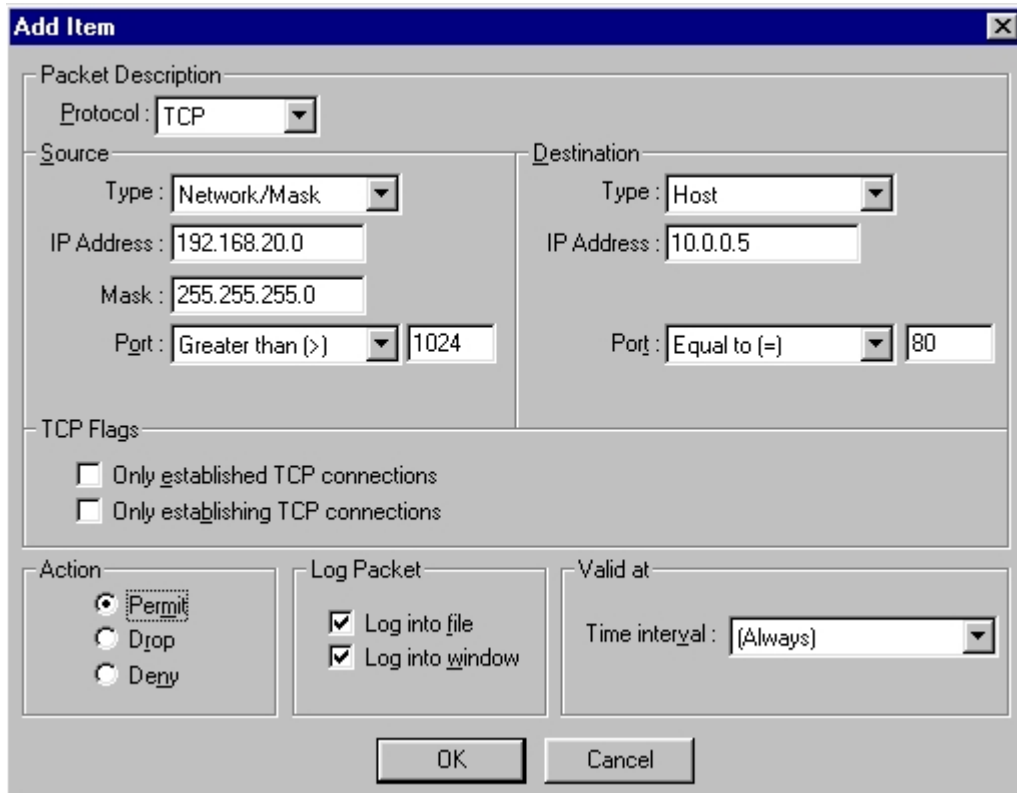 Add Item
Packet Description
Protocol : TCP
Source
Type : Network/Mask
IP Address : 192.168.20.0
Mask : 255.255.255.0
Port : Greater than (>) 1024
Destination
Type : Host
IP Address : 10.0.0.5
Port : Equal to (=) 80
TCP Flags
Only established TCP connections
Only establishing TCP connections
Action
Permit
Drop
Deny
Log Packet
Log into file
Log into window
Valid at
Time interval : (Always)
OK
Cancel